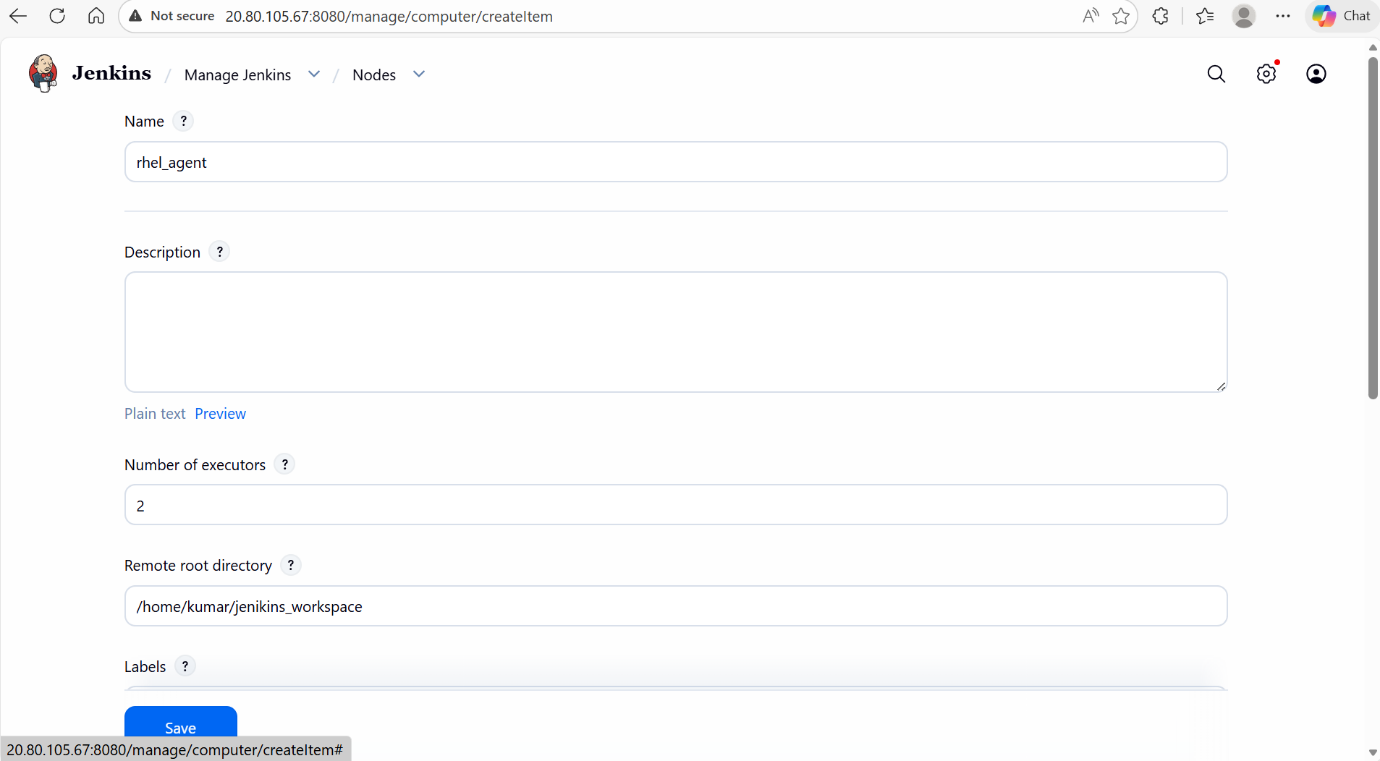 Not secure 20.80.105.67:8080/manage/computer/createItem A Chat
Jenkins / Manage Jenkins / Nodes
Name ?
rhel_agent
Description ?
Plain text Preview
Number of executors ?
2
Remote root directory ?
/home/kumar/jenikins_workspace
Labels ?
Save
20.80.105.67:8080/manage/computer/createItem#